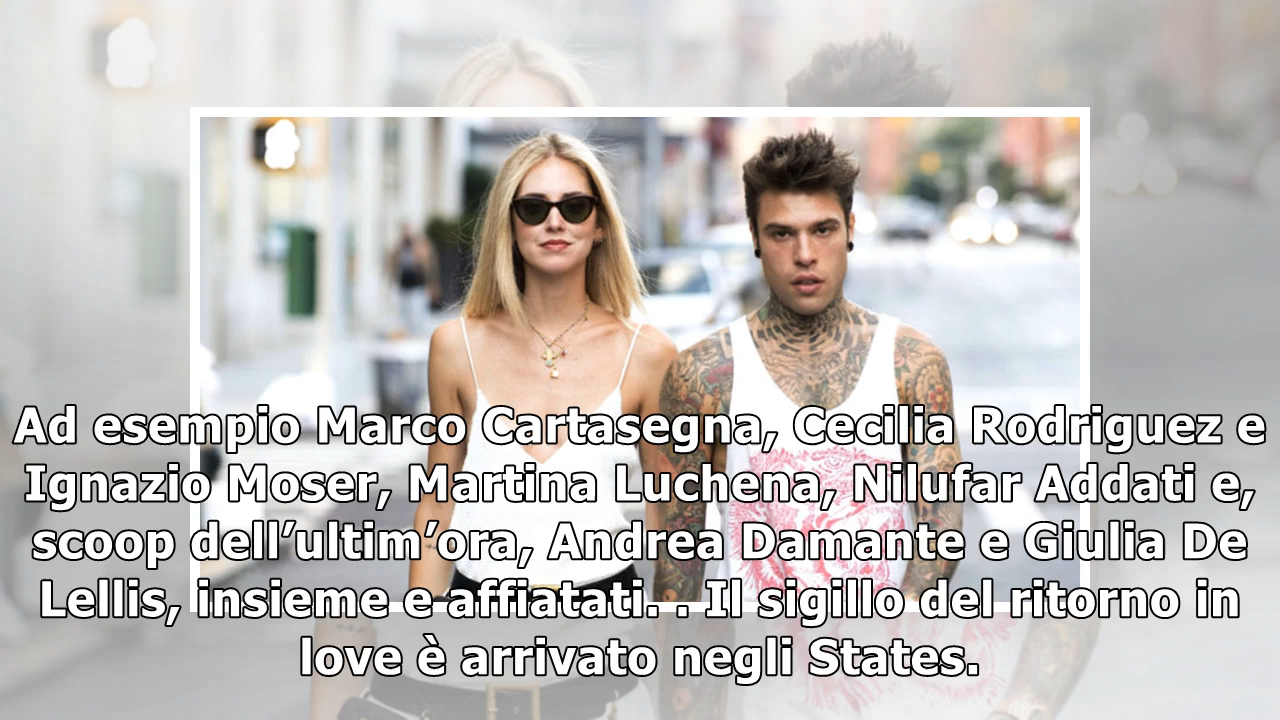 Ad esempio Marco Cartasegna, Cecilia Rodriguez e
Ignazio Moser, Martina Luchena, Nilufar Addati e,
scoop dell’ultim’ora, Andrea Damante e Giulia De
Lellis, insieme e affiatati. . Il sigillo del ritorno in
love è arrivato negli States.